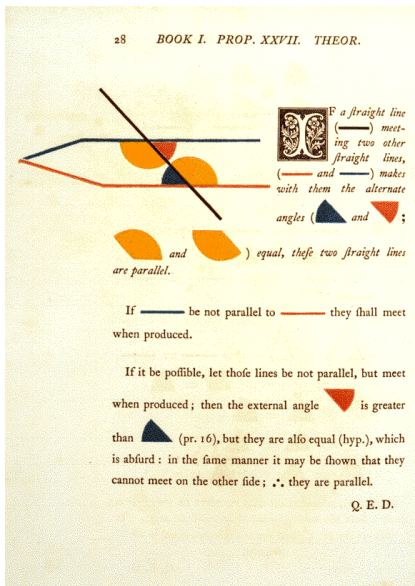 28 BOOK I. PROP. XXVII. THEOR.
IF a ſtraight line
( ) meet-
ing two other
ſtraight lines,
( and ) makes
with them the alternate
angles ( and ;
and ) equal, theſe two ſtraight lines
are parallel.
If be not parallel to they ſhall meet
when produced.
If it be poſſible, let thoſe lines be not parallel, but meet
when produced; then the external angle is greater
than (pr. 16), but they are alſo equal (hyp.), which
is abſurd: in the ſame manner it may be ſhown that they
cannot meet on the other ſide; ∴ they are parallel.
Q. E. D.